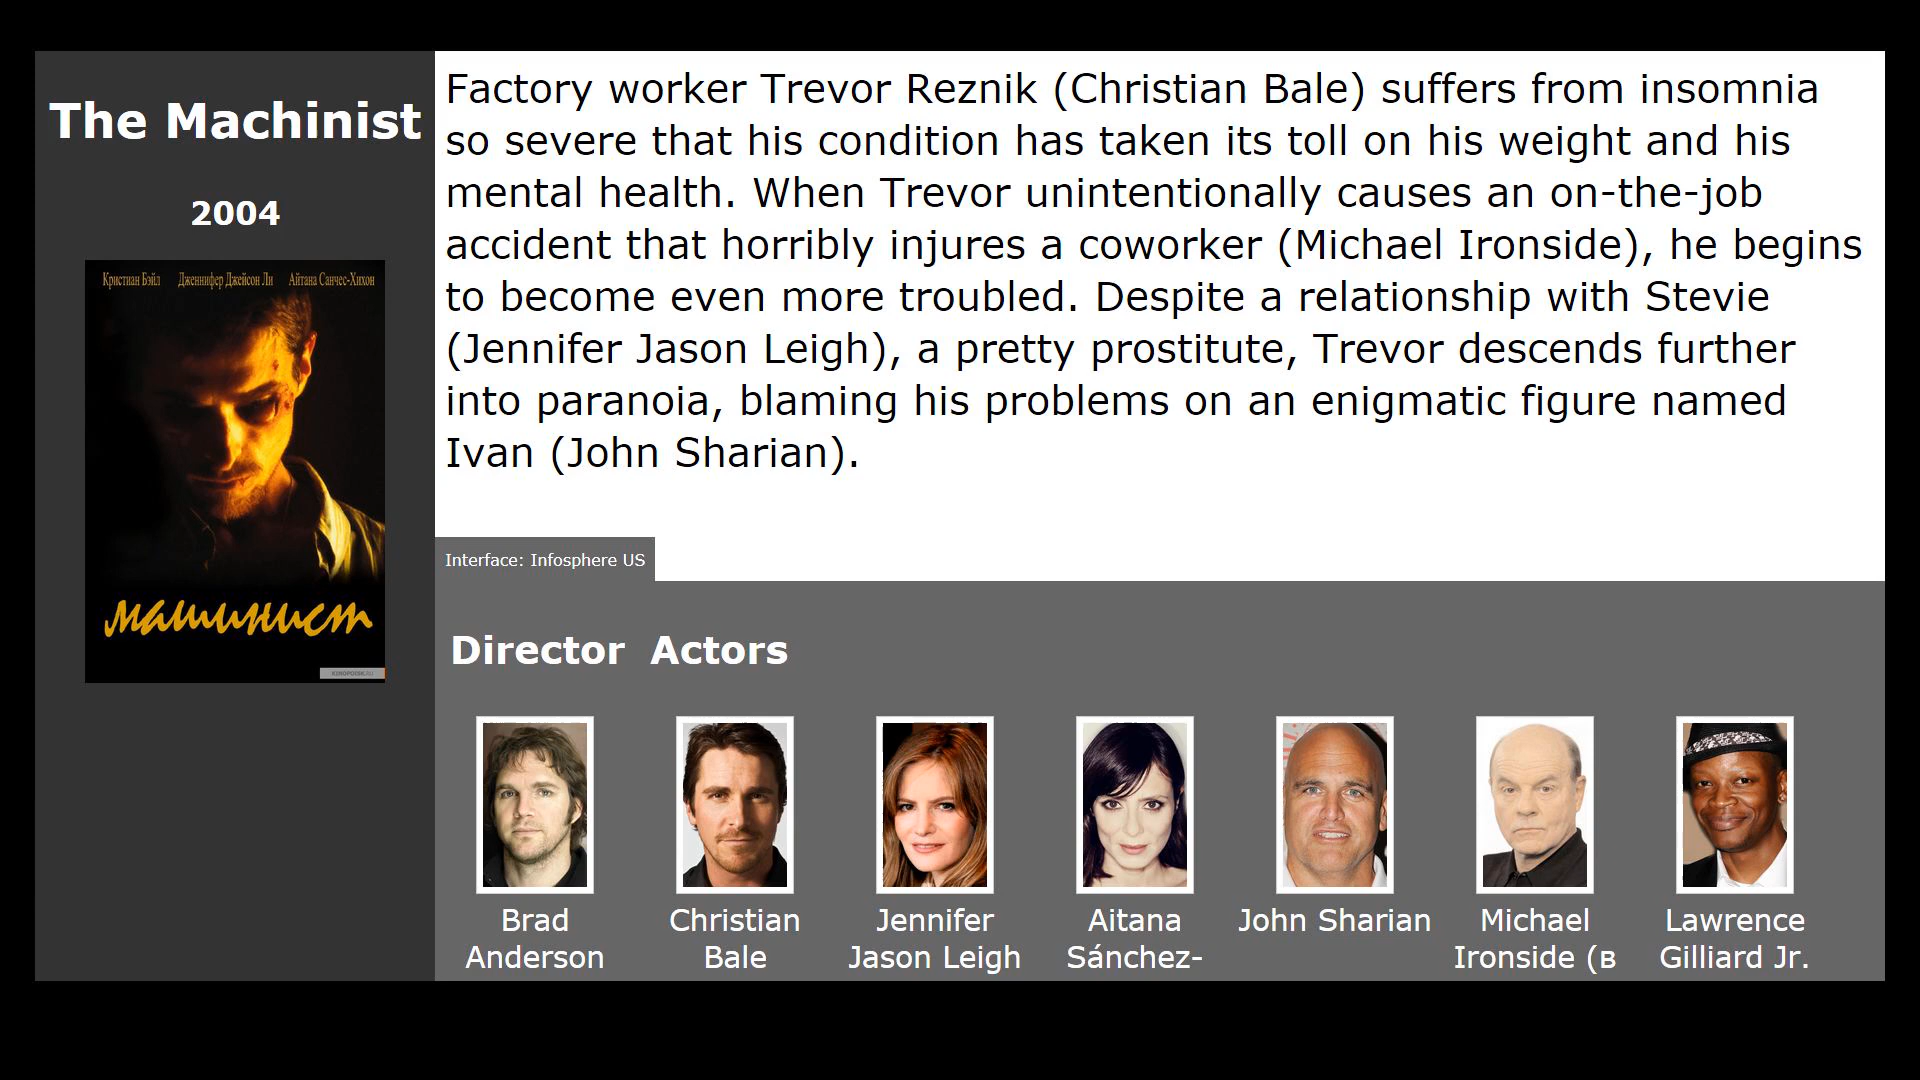 The Machinist
2004
Кристиан Бэйл Дженнифер Джейсон Ли Айтана Санчес-Хихон
машинист
KINOPOISK.RU
Factory worker Trevor Reznik (Christian Bale) suffers from insomnia
so severe that his condition has taken its toll on his weight and his
mental health. When Trevor unintentionally causes an on-the-job
accident that horribly injures a coworker (Michael Ironside), he begins
to become even more troubled. Despite a relationship with Stevie
(Jennifer Jason Leigh), a pretty prostitute, Trevor descends further
into paranoia, blaming his problems on an enigmatic figure named
Ivan (John Sharian).
Interface: Infosphere US
Director Actors
Brad
Anderson
Christian
Bale
Jennifer
Jason Leigh
Aitana
Sánchez-
John Sharian
Michael
Ironside (в
Lawrence
Gilliard Jr.